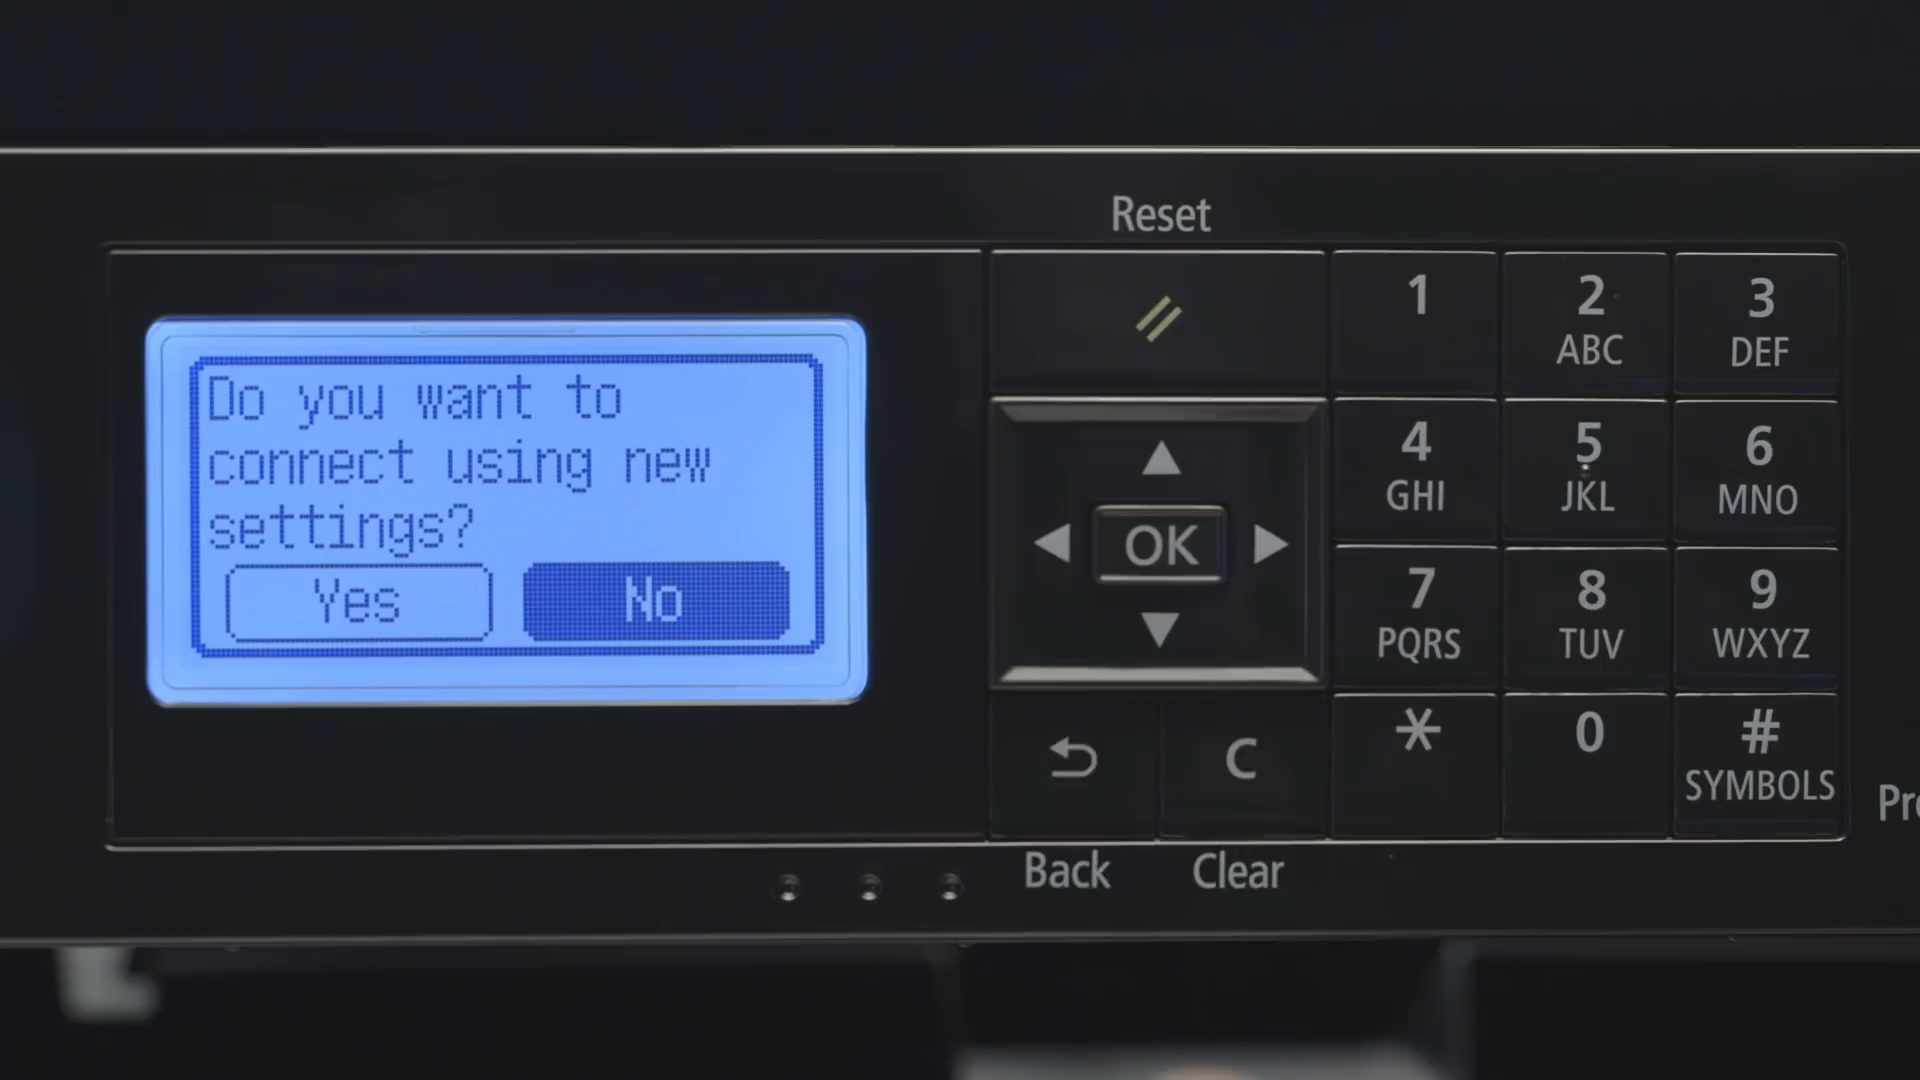 Reset
Do you want to
connect using new
settings?
Yes No
1
2
ABC
3
DEF
4
GHI
5
JKL
6
MNO
OK
7
PQRS
8
TUV
9
WXYZ
C
*
0
#
SYMBOLS
Back
Clear